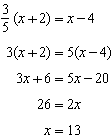 3/5 (x + 2) = x − 4
3(x + 2) = 5(x − 4)
3x + 6 = 5x − 20
26 = 2x
x = 13